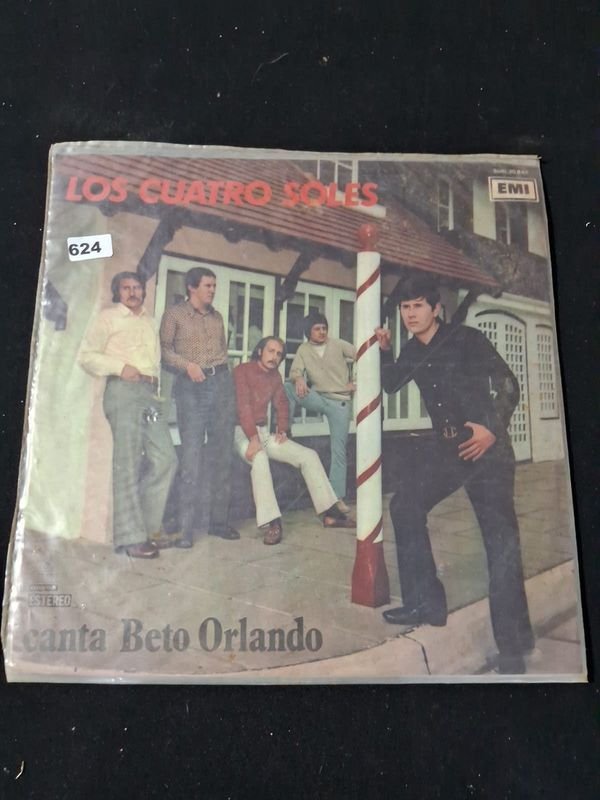 LOS CUATRO SOLES
EMI
624
ESTEREO
canta Beto Orlando